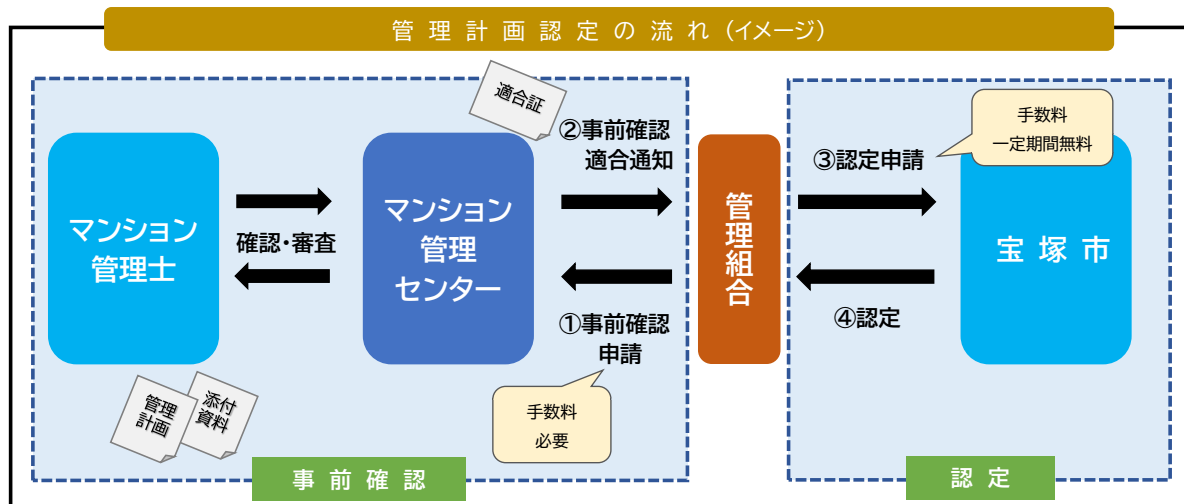 管理計画認定の流れ（イメージ）
適合証
②事前確認
適合通知
手数料
一定期間無料
③認定申請
マンション
管理士
確認・審査
マンション
管理
センター
管理組合
宝塚市
④認定
①事前確認
申請
管理
計画
添付
資料
手数料
必要
事前確認
認定